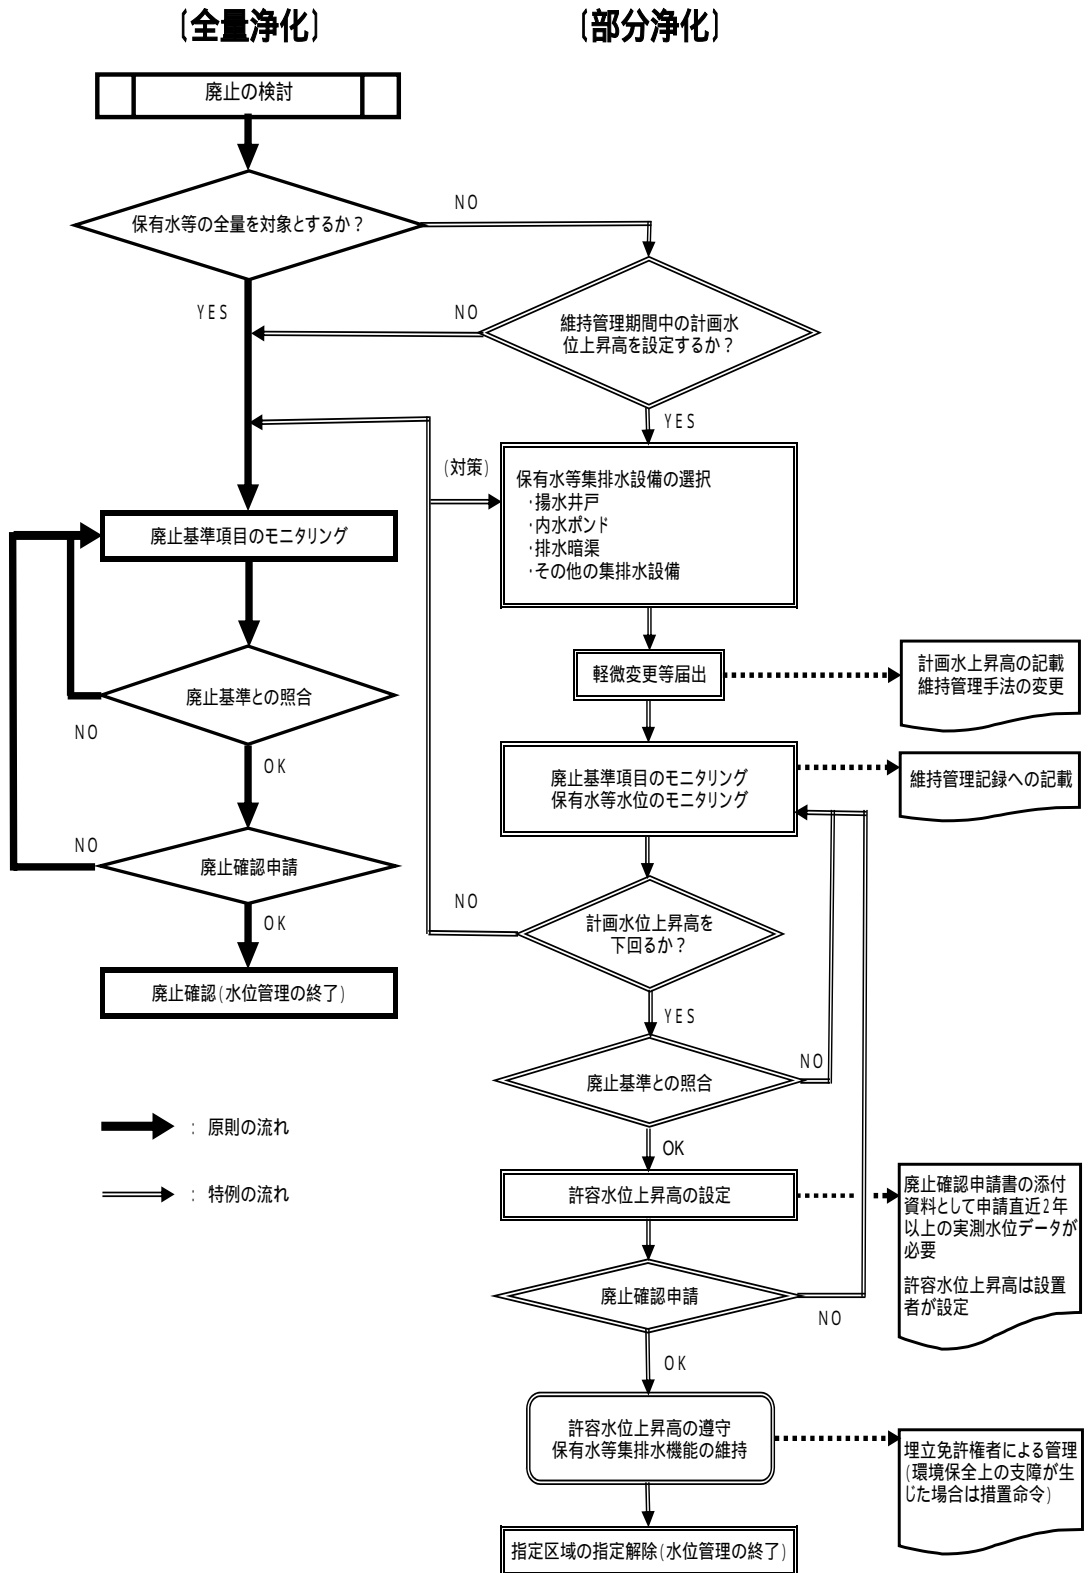 〔全量浄化〕
〔部分浄化〕
廃止の検討
保有水等の全量を対象とするか？
NO
YES
NO
維持管理期間中の計画水
位上昇高を設定するか？
YES
(対策)
保有水等集排水設備の選択
・揚水井戸
・内水ポンド
・排水暗渠
・その他の集排水設備
廃止基準項目のモニタリング
軽微変更等届出
計画水上昇高の記載
維持管理手法の変更
廃止基準との照合
NO
OK
廃止基準項目のモニタリング
保有水等水位のモニタリング
維持管理記録への記載
NO
廃止確認申請
OK
NO
計画水位上昇高を
下回るか？
廃止確認(水位管理の終了)
YES
NO
廃止基準との照合
OK
：原則の流れ
：特例の流れ
許容水位上昇高の設定
廃止確認申請書の添付
資料として申請直近2年
以上の実測水位データが
必要
許容水位上昇高は設置
者が設定
廃止確認申請
NO
OK
許容水位上昇高の遵守
保有水等集排水機能の維持
埋立免許権者による管理
(環境保全上の支障が生
じた場合は措置命令)
指定区域の指定解除(水位管理の終了)